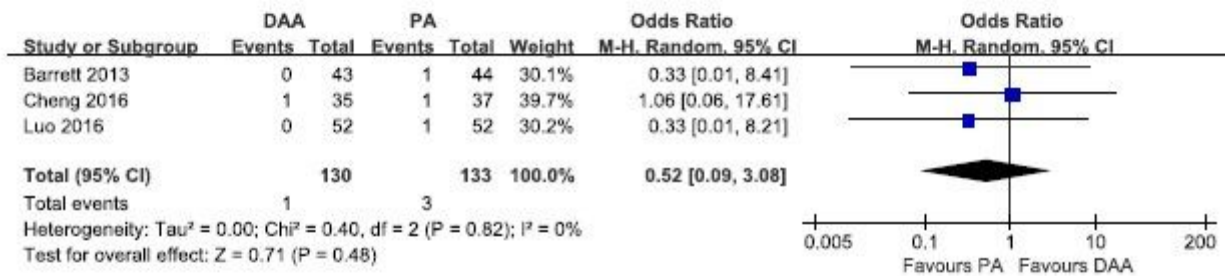 DAA PA Odds Ratio Odds Ratio
Study or Subgroup Events Total Events Total Weight M-H. Random. 95% CI M-H. Random. 95% CI
Barrett 2013 0 43 1 44 30.1% 0.33 [0.01, 8.41]
Cheng 2016 1 35 1 37 39.7% 1.06 [0.06, 17.61]
Luo 2016 0 52 1 52 30.2% 0.33 [0.01, 8.21]
Total (95% CI) 130 133 100.0% 0.52 [0.09, 3.08]
Total events 1 3
Heterogeneity: Tau² = 0.00; Chi² = 0.40, df = 2 (P = 0.82); I² = 0%
Test for overall effect: Z = 0.71 (P = 0.48)
0.005 0.1 1 10 200
Favours PA Favours DAA